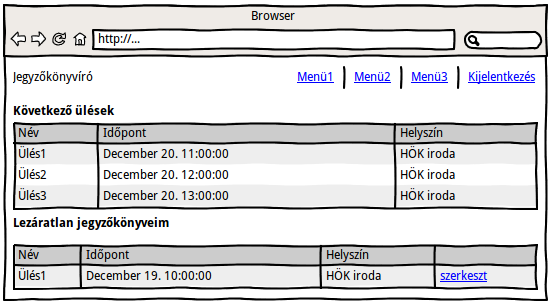 Browser
http://...
Jegyzőkönyvíró Menü1 Menü2 Menü3 Kijelentkezés
Következő ülések
Név Időpont Helyszín
Ülés1 December 20. 11:00:00 HÖK iroda
Ülés2 December 20. 12:00:00 HÖK iroda
Ülés3 December 20. 13:00:00 HÖK iroda
Lezáratlan jegyzőkönyveim
Név Időpont Helyszín
Ülés1 December 19. 10:00:00 HÖK iroda szerkeszt